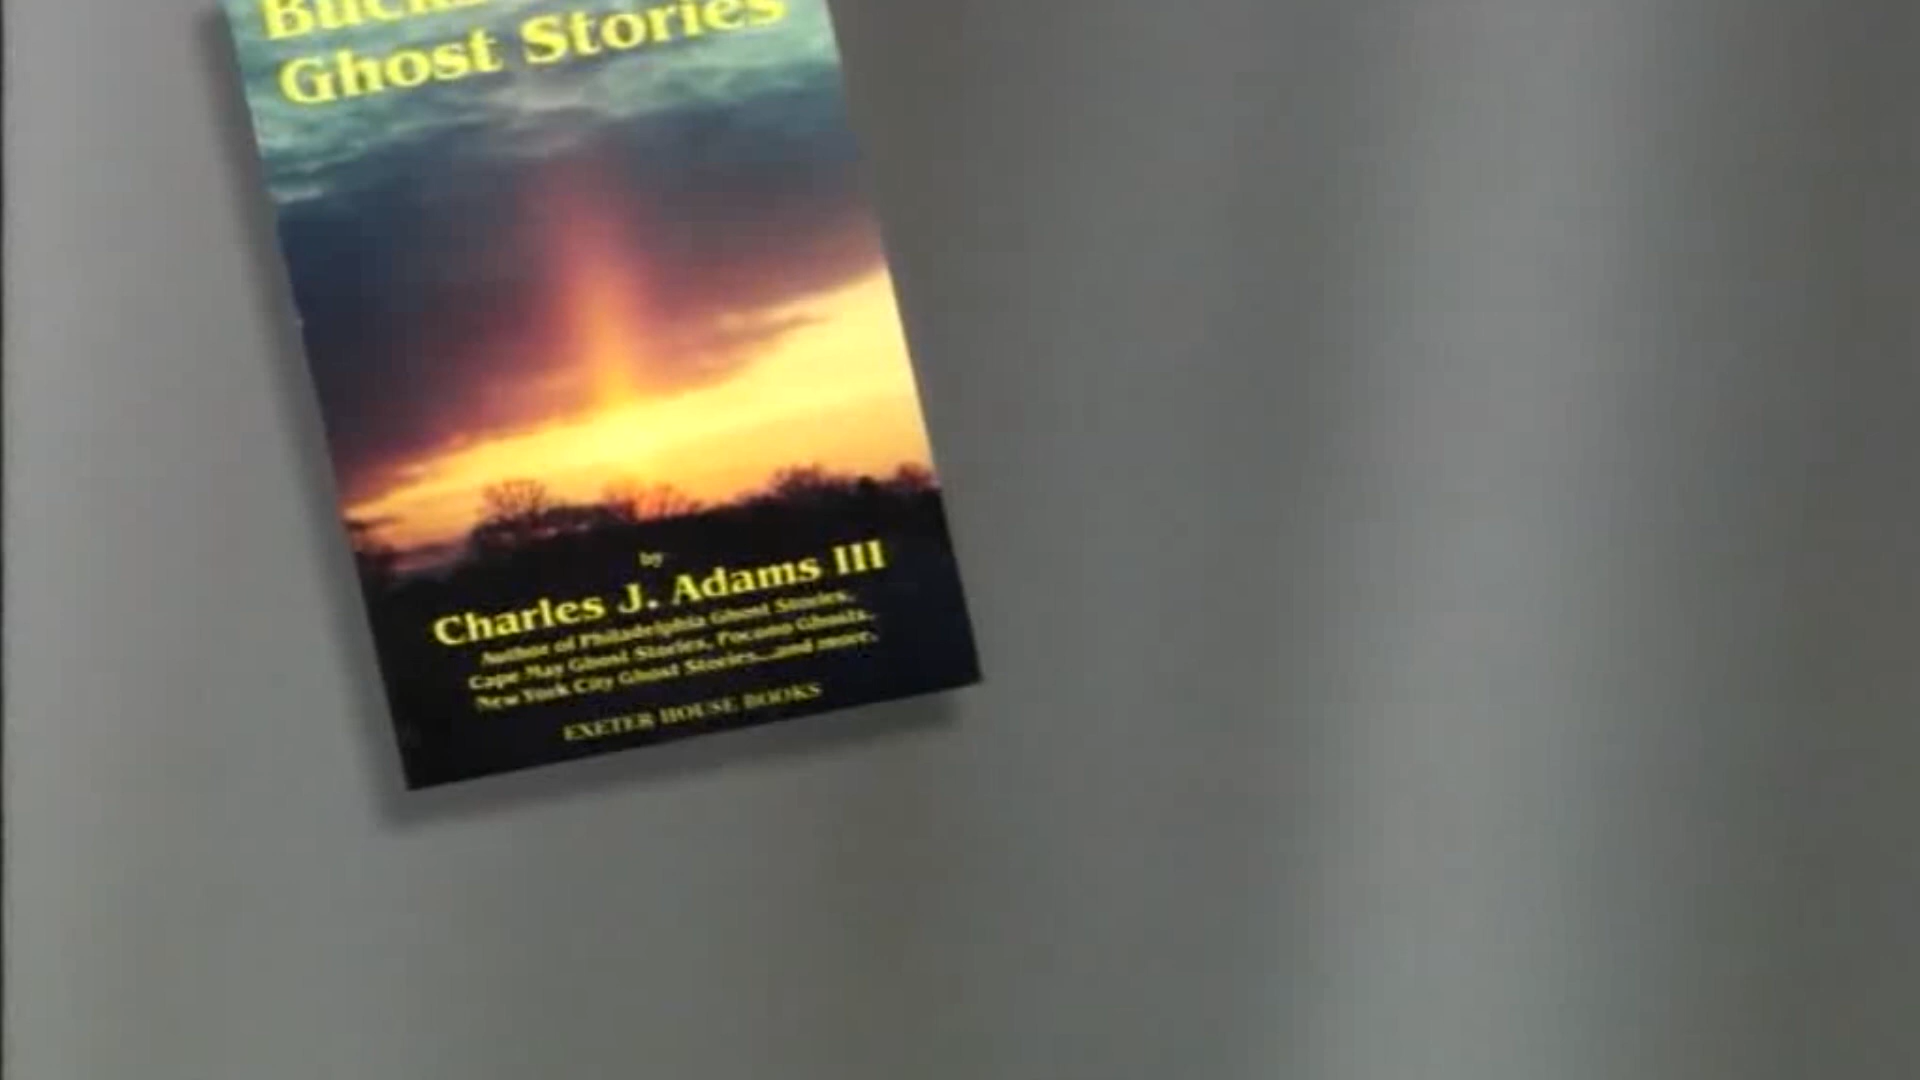 Ghost Stories
by
Charles J. Adams III
Author of Philadelphia Ghost Stories,
Cape May Ghost Stories, Pocono Ghosts,
New York City Ghost Stories...and more.
EXETER HOUSE BOOKS